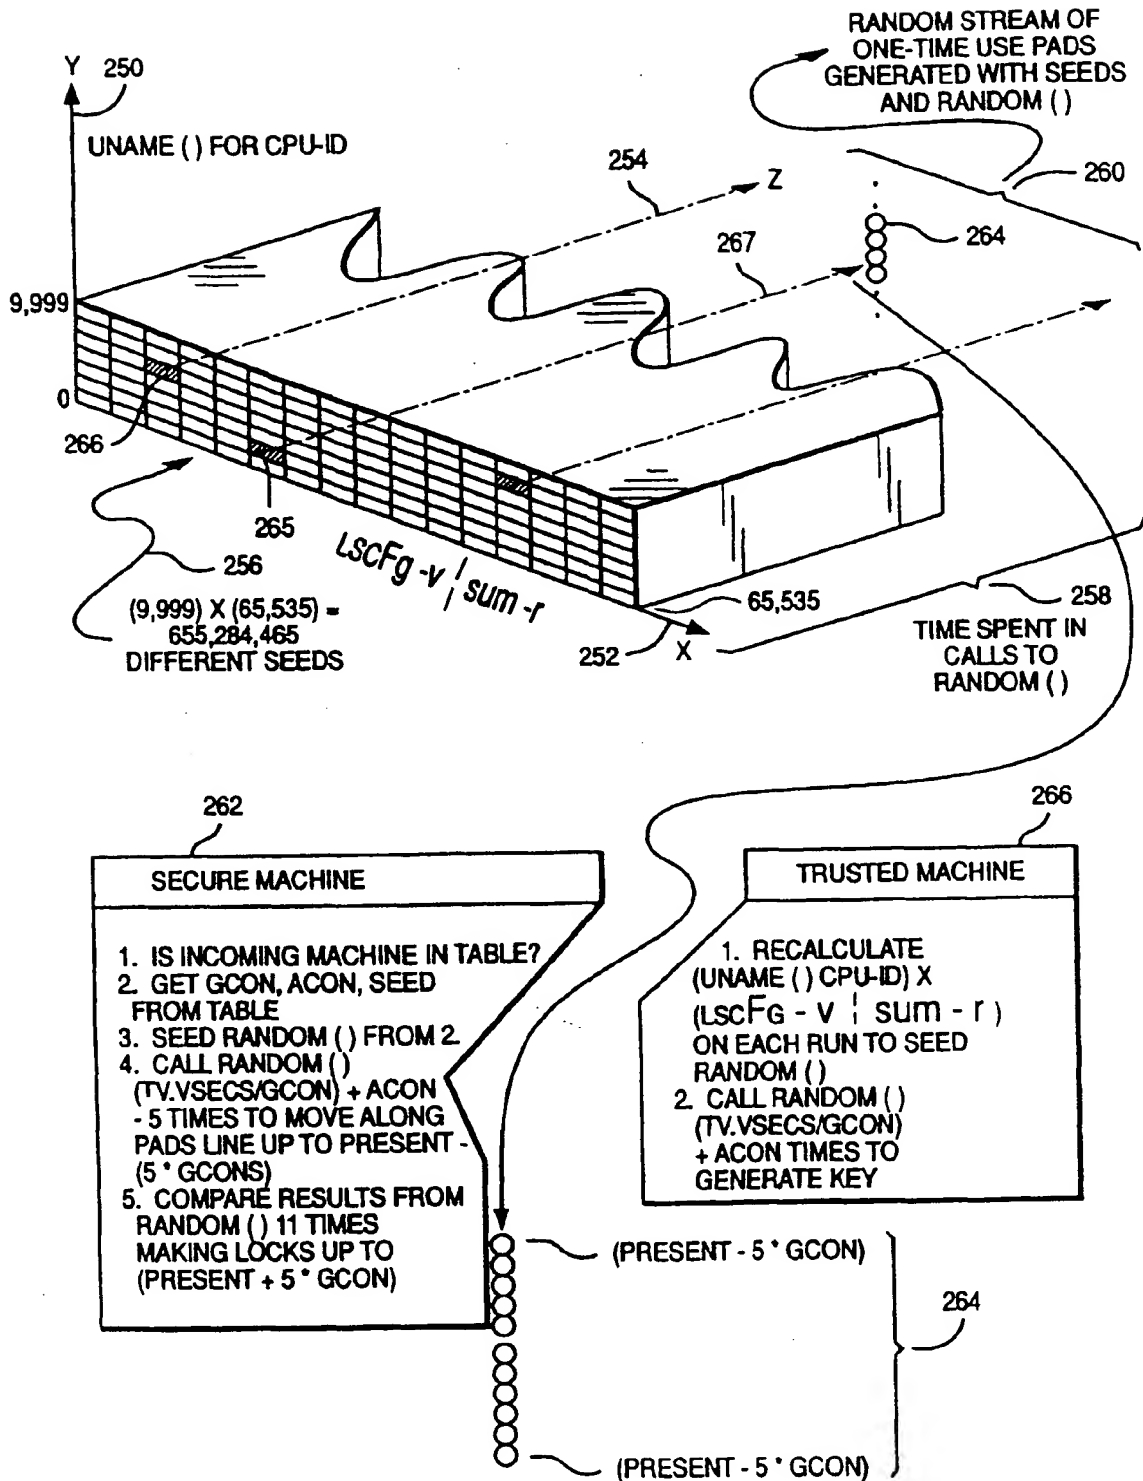 RANDOM STREAM OF
ONE-TIME USE PADS
GENERATED WITH SEEDS
AND RANDOM ( )
Y
250
UNAME ( ) FOR CPU-ID
254
Z
260
264
267
9,999
0
266
265
256
(9,999) X (65,535) =
655,284,465
DIFFERENT SEEDS
LSCFg -v ¦ sum -r
65,535
252
X
258
TIME SPENT IN
CALLS TO
RANDOM ( )
262
SECURE MACHINE
1. IS INCOMING MACHINE IN TABLE?
2. GET GCON, ACON, SEED
FROM TABLE
3. SEED RANDOM ( ) FROM 2.
4. CALL RANDOM ( )
(TV.VSECS/GCON) + ACON
- 5 TIMES TO MOVE ALONG
PADS LINE UP TO PRESENT -
(5 * GCONS)
5. COMPARE RESULTS FROM
RANDOM ( ) 11 TIMES
MAKING LOCKS UP TO
(PRESENT + 5 * GCON)
266
TRUSTED MACHINE
1. RECALCULATE
(UNAME ( ) CPU-ID) X
(LSCFG - v ¦ sum - r )
ON EACH RUN TO SEED
RANDOM ( )
2. CALL RANDOM ( )
(TV.VSECS/GCON)
+ ACON TIMES TO
GENERATE KEY
(PRESENT - 5 * GCON)
264
(PRESENT - 5 * GCON)